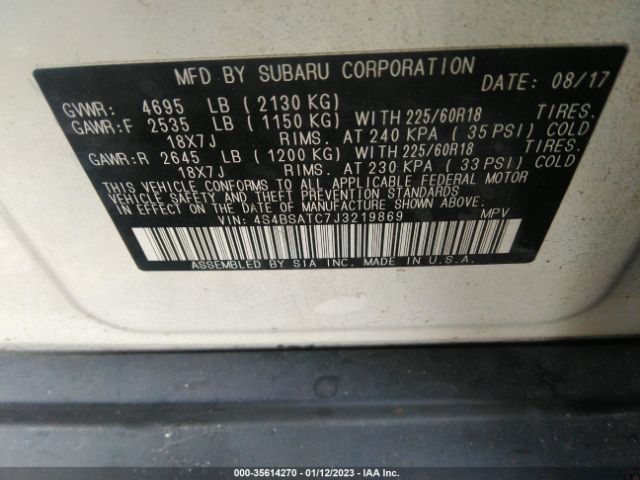 MFD BY SUBARU CORPORATION DATE: 08/17
GVWR: 4695 LB ( 2130 KG)
GAWR:F 2535 LB ( 1150 KG) WITH 225/60R18 TIRES.
18X7J RIMS. AT 240 KPA ( 35 PSI) COLD
GAWR:R 2645 LB ( 1200 KG) WITH 225/60R18 TIRES.
18X7J RIMS. AT 230 KPA ( 33 PSI) COLD
THIS VEHICLE CONFORMS TO ALL APPLICABLE FEDERAL MOTOR
VEHICLE SAFETY AND THEFT PREVENTION STANDARDS
IN EFFECT ON THE DATE OF MANUFACTURE SHOWN ABOVE.
VIN: 4S4BSATC7J3219869 MPV
ASSEMBLED BY SIA INC. MADE IN U.S.A.
000-35614270 - 01/12/2023 - IAA Inc.